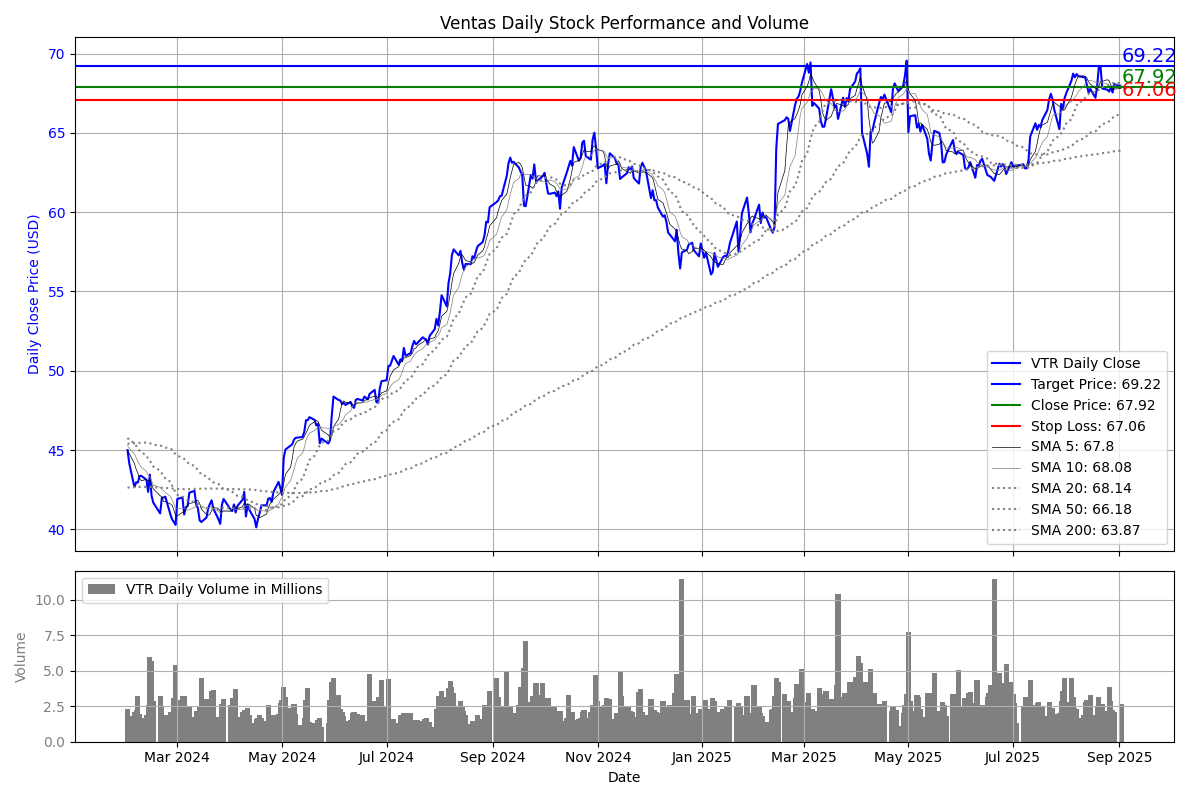 Ventas Daily Stock Performance and Volume
70
65
60
55
50
45
40
Daily Close Price (USD)
69.22
67.92
67.06
VTR Daily Close
Target Price: 69.22
Close Price: 67.92
Stop Loss: 67.06
SMA 5: 67.8
SMA 10: 68.08
SMA 20: 68.14
SMA 50: 66.18
SMA 200: 63.87
VTR Daily Volume in Millions
10.0
7.5
5.0
2.5
0.0
Volume
Mar 2024 May 2024 Jul 2024 Sep 2024 Nov 2024 Jan 2025 Mar 2025 May 2025 Jul 2025 Sep 2025
Date